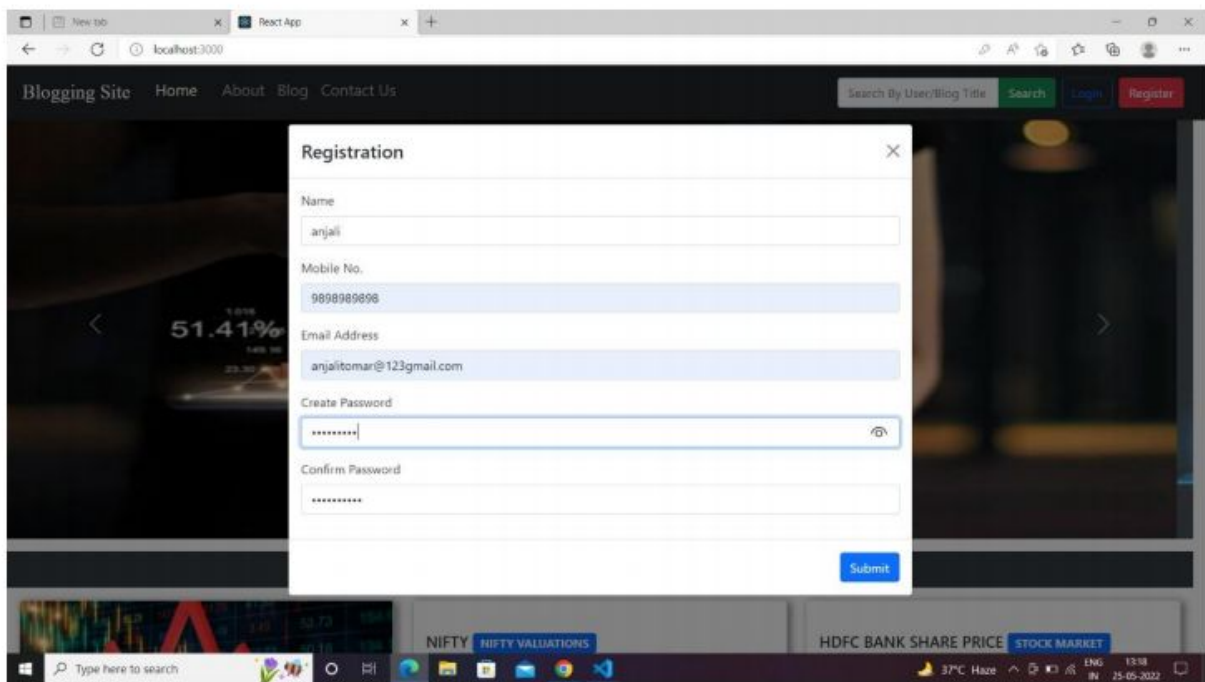 New tab
React App
localhost:3000
Blogging Site Home About Blog Contact Us Search By User/Blog Title Search Login Register
Registration
Name
anjali
Mobile No.
9898989898
51.41%
Email Address
anjalitomar@123gmail.com
Create Password
•••••••••
Confirm Password
••••••••••
Submit
NIFTY NIFTY VALUATIONS
HDFC BANK SHARE PRICE STOCK MARKET
Type here to search
37°C Haze
ENG
IN
13:18
25-05-2022